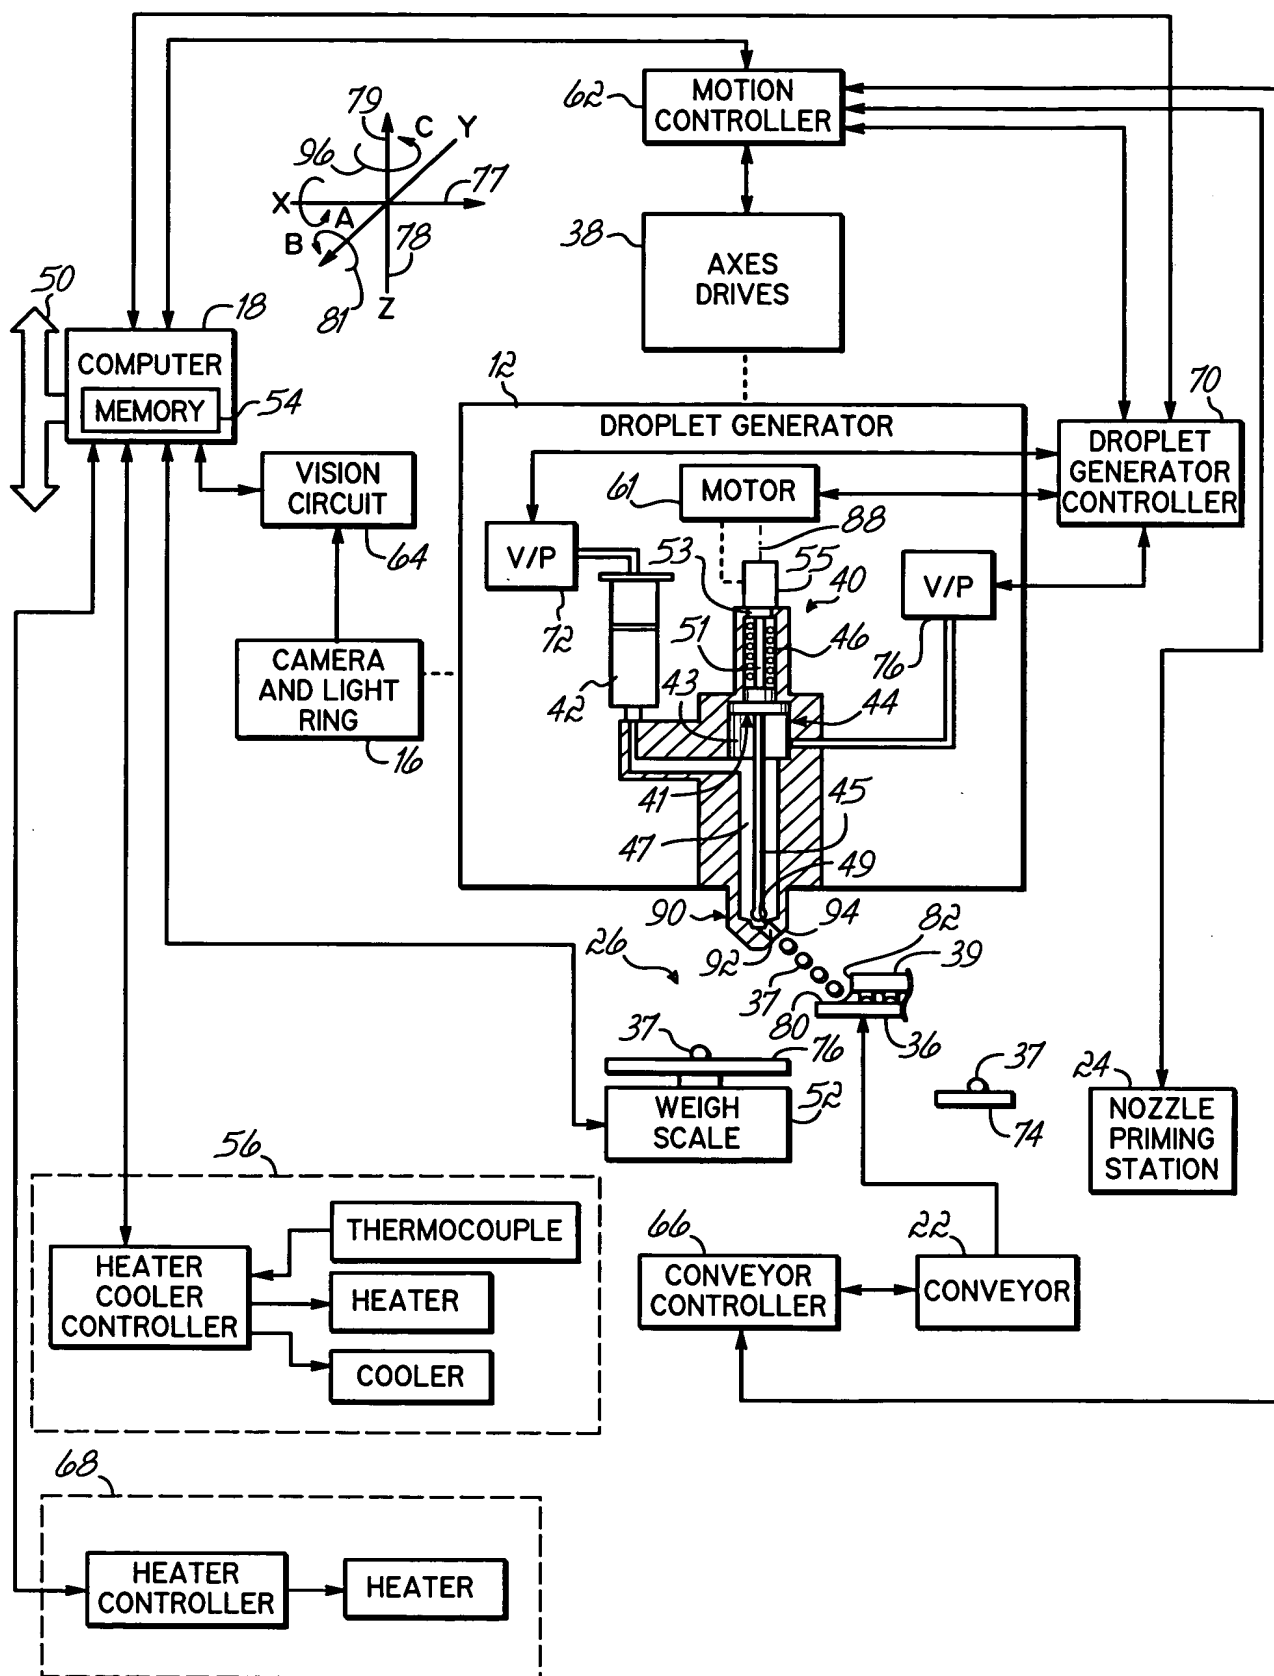 62
MOTION
CONTROLLER
79
C
Y
96
77
X
A
B
78
81
Z
38
AXES
DRIVES
50
18
COMPUTER
MEMORY
54
12
DROPLET GENERATOR
70
DROPLET
GENERATOR
CONTROLLER
VISION
CIRCUIT
64
61
MOTOR
88
V/P
72
53
55
40
V/P
76
51
46
42
43
44
CAMERA
AND LIGHT
RING
16
41
45
47
49
90
94
82
39
26
92
37
80
36
37
76
WEIGH
SCALE
52
37
74
24
NOZZLE
PRIMING
STATION
56
THERMOCOUPLE
HEATER
COOLER
CONTROLLER
HEATER
COOLER
66
CONVEYOR
CONTROLLER
22
CONVEYOR
68
HEATER
CONTROLLER
HEATER